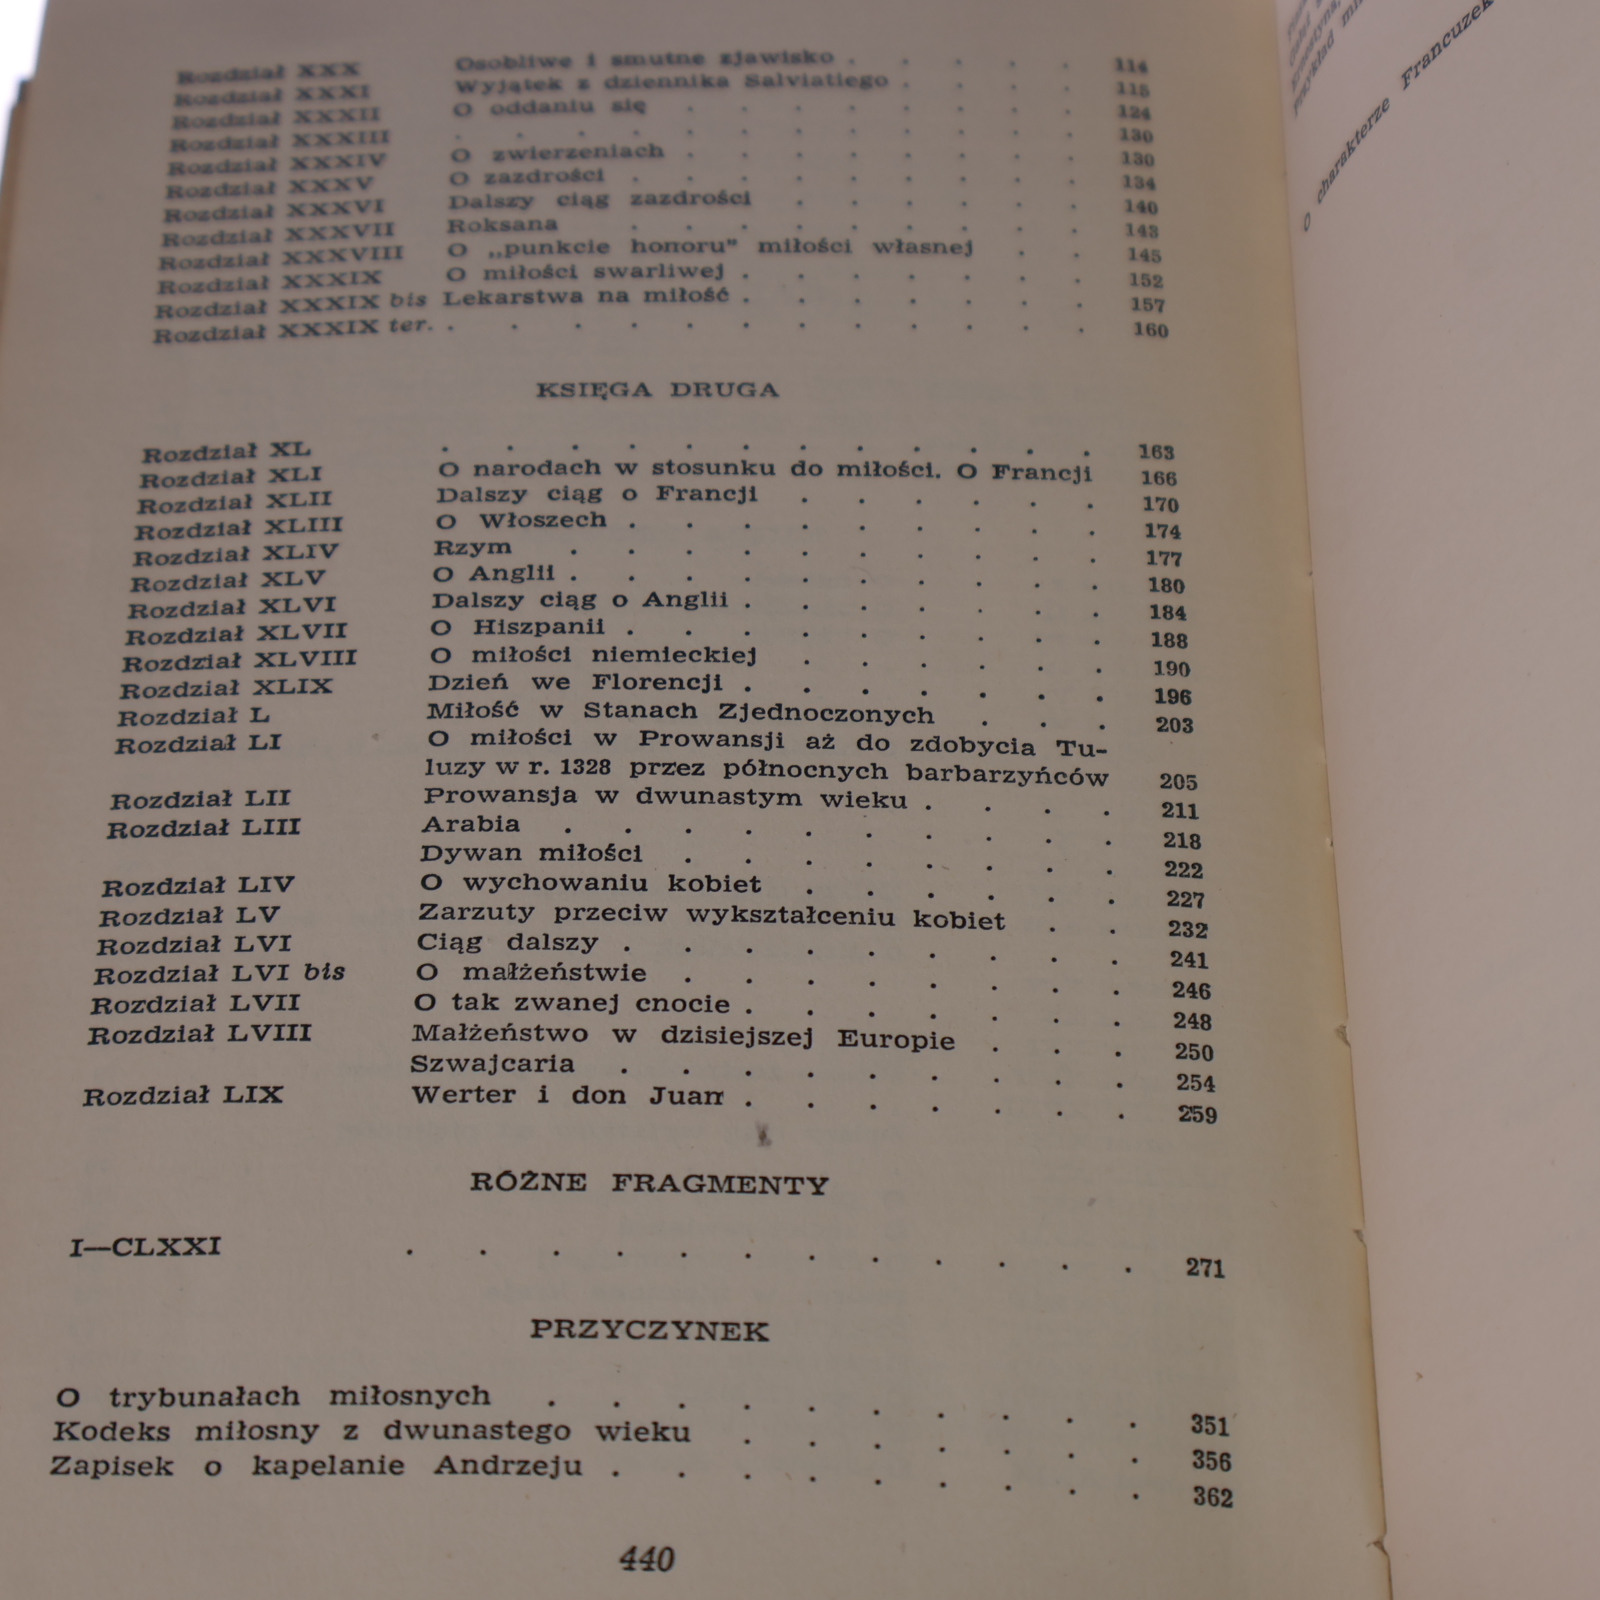 Rozdział XXX Osobliwe i smutne zjawisko . . . . . 114
Rozdział XXXI Wyjątek z dziennika Salviatiego . . . . 115
Rozdział XXXII O oddaniu się . . . . . . . . 124
Rozdział XXXIII . . . . . . . . . . . . 130
Rozdział XXXIV O zwierzeniach . . . . . . . . 130
Rozdział XXXV O zazdrości . . . . . . . . . 134
Rozdział XXXVI Dalszy ciąg zazdrości . . . . . . 140
Rozdział XXXVII Roksana . . . . . . . . . 143
Rozdział XXXVIII O „punkcie honoru" miłości własnej . . 145
Rozdział XXXIX O miłości swarliwej . . . . . . . 152
Rozdział XXXIX bis Lekarstwa na miłość . . . . . . . 157
Rozdział XXXIX ter. . . . . . . . . . . . . 160
KSIĘGA DRUGA
Rozdział XL . . . . . . . . . . . . 163
Rozdział XLI O narodach w stosunku do miłości. O Francji 166
Rozdział XLII Dalszy ciąg o Francji . . . . . . 170
Rozdział XLIII O Włoszech . . . . . . . . . 174
Rozdział XLIV Rzym . . . . . . . . . . 177
Rozdział XLV O Anglii . . . . . . . . . . 180
Rozdział XLVI Dalszy ciąg o Anglii . . . . . . . 184
Rozdział XLVII O Hiszpanii . . . . . . . . . 188
Rozdział XLVIII O miłości niemieckiej . . . . . . 190
Rozdział XLIX Dzień we Florencji . . . . . . . 196
Rozdział L Miłość w Stanach Zjednoczonych . . . 203
Rozdział LI O miłości w Prowansji aż do zdobycia Tu-
luzy w r. 1328 przez północnych barbarzyńców 205
Rozdział LII Prowansja w dwunastym wieku . . . . 211
Rozdział LIII Arabia . . . . . . . . . . 218
Dywan miłości . . . . . . . . 222
Rozdział LIV O wychowaniu kobiet . . . . . . 227
Rozdział LV Zarzuty przeciw wykształceniu kobiet . . 232
Rozdział LVI Ciąg dalszy . . . . . . . . . 241
Rozdział LVI bis O małżeństwie . . . . . . . . 246
Rozdział LVII O tak zwanej cnocie . . . . . . . 248
Rozdział LVIII Małżeństwo w dzisiejszej Europie . . . 250
Szwajcaria . . . . . . . . . 254
Rozdział LIX Werter i don Juan . . . . . . . 259
RÓŻNE FRAGMENTY
I—CLXXI . . . . . . . . . . . . 271
PRZYCZYNEK
O trybunałach miłosnych . . . . . . . . . . 351
Kodeks miłosny z dwunastego wieku . . . . . . . 356
Zapisek o kapelanie Andrzeju . . . . . . . . . 362
440
O charakterze Francuzek